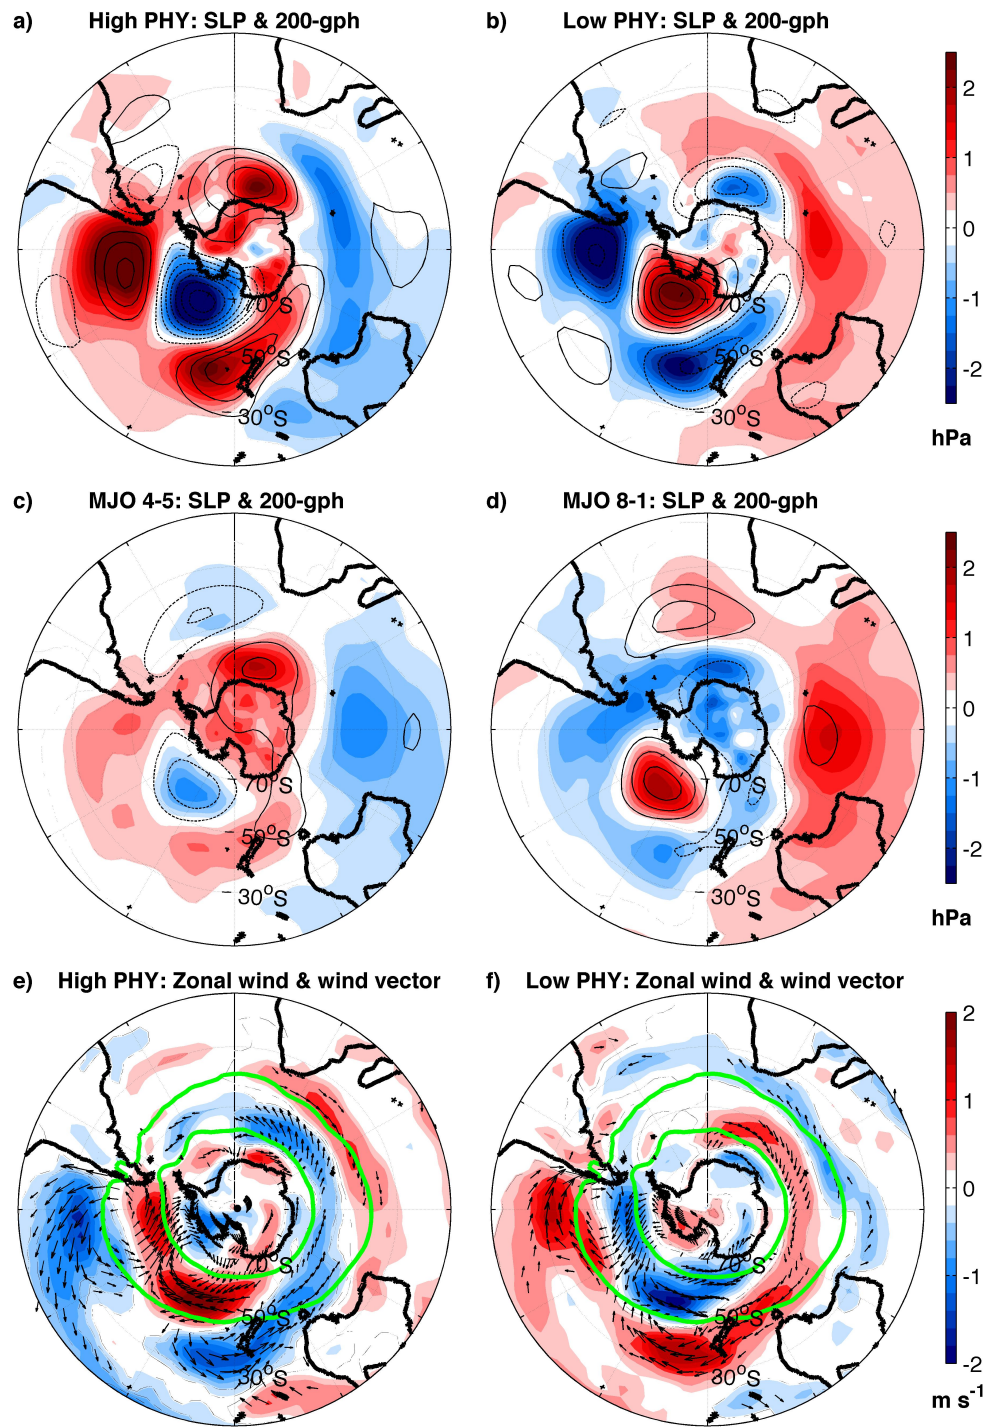 a) High PHY: SLP & 200-gph
b) Low PHY: SLP & 200-gph
70°S
50°S
30°S
70°S
50°S
30°S
2
1
0
-1
-2
hPa
c) MJO 4-5: SLP & 200-gph
d) MJO 8-1: SLP & 200-gph
70°S
50°S
30°S
70°S
50°S
30°S
2
1
0
-1
-2
hPa
e) High PHY: Zonal wind & wind vector
f) Low PHY: Zonal wind & wind vector
70°S
50°S
30°S
70°S
50°S
30°S
2
1
0
-1
-2
m s⁻¹